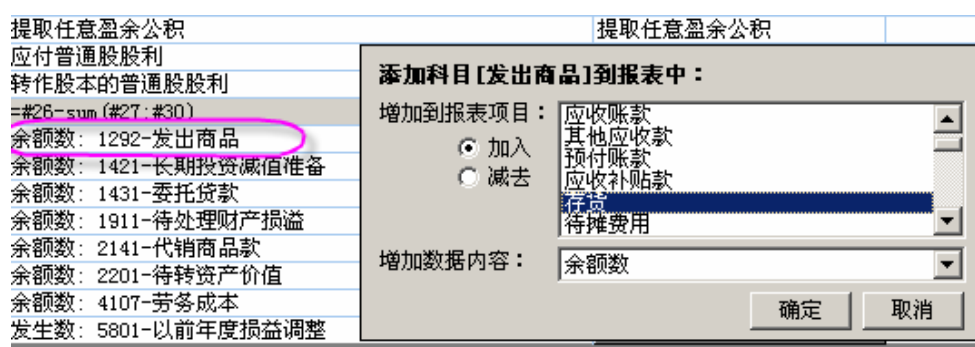 提取任意盈余公积 提取任意盈余公积
应付普通股股利
转作股本的普通股股利
=#26-sum(#27:#30)
余额数: 1292-发出商品
余额数: 1421-长期投资减值准备
余额数: 1431-委托贷款
余额数: 1911-待处理财产损溢
余额数: 2141-代销商品款
余额数: 2201-待转资产价值
余额数: 4107-劳务成本
发生数: 5801-以前年度损益调整
添加科目[发出商品]到报表中:
增加到报表项目:
加入
减去
应收账款
其他应收款
预付账款
应收补贴款
存货
待摊费用
增加数据内容: 余额数
确定 取消